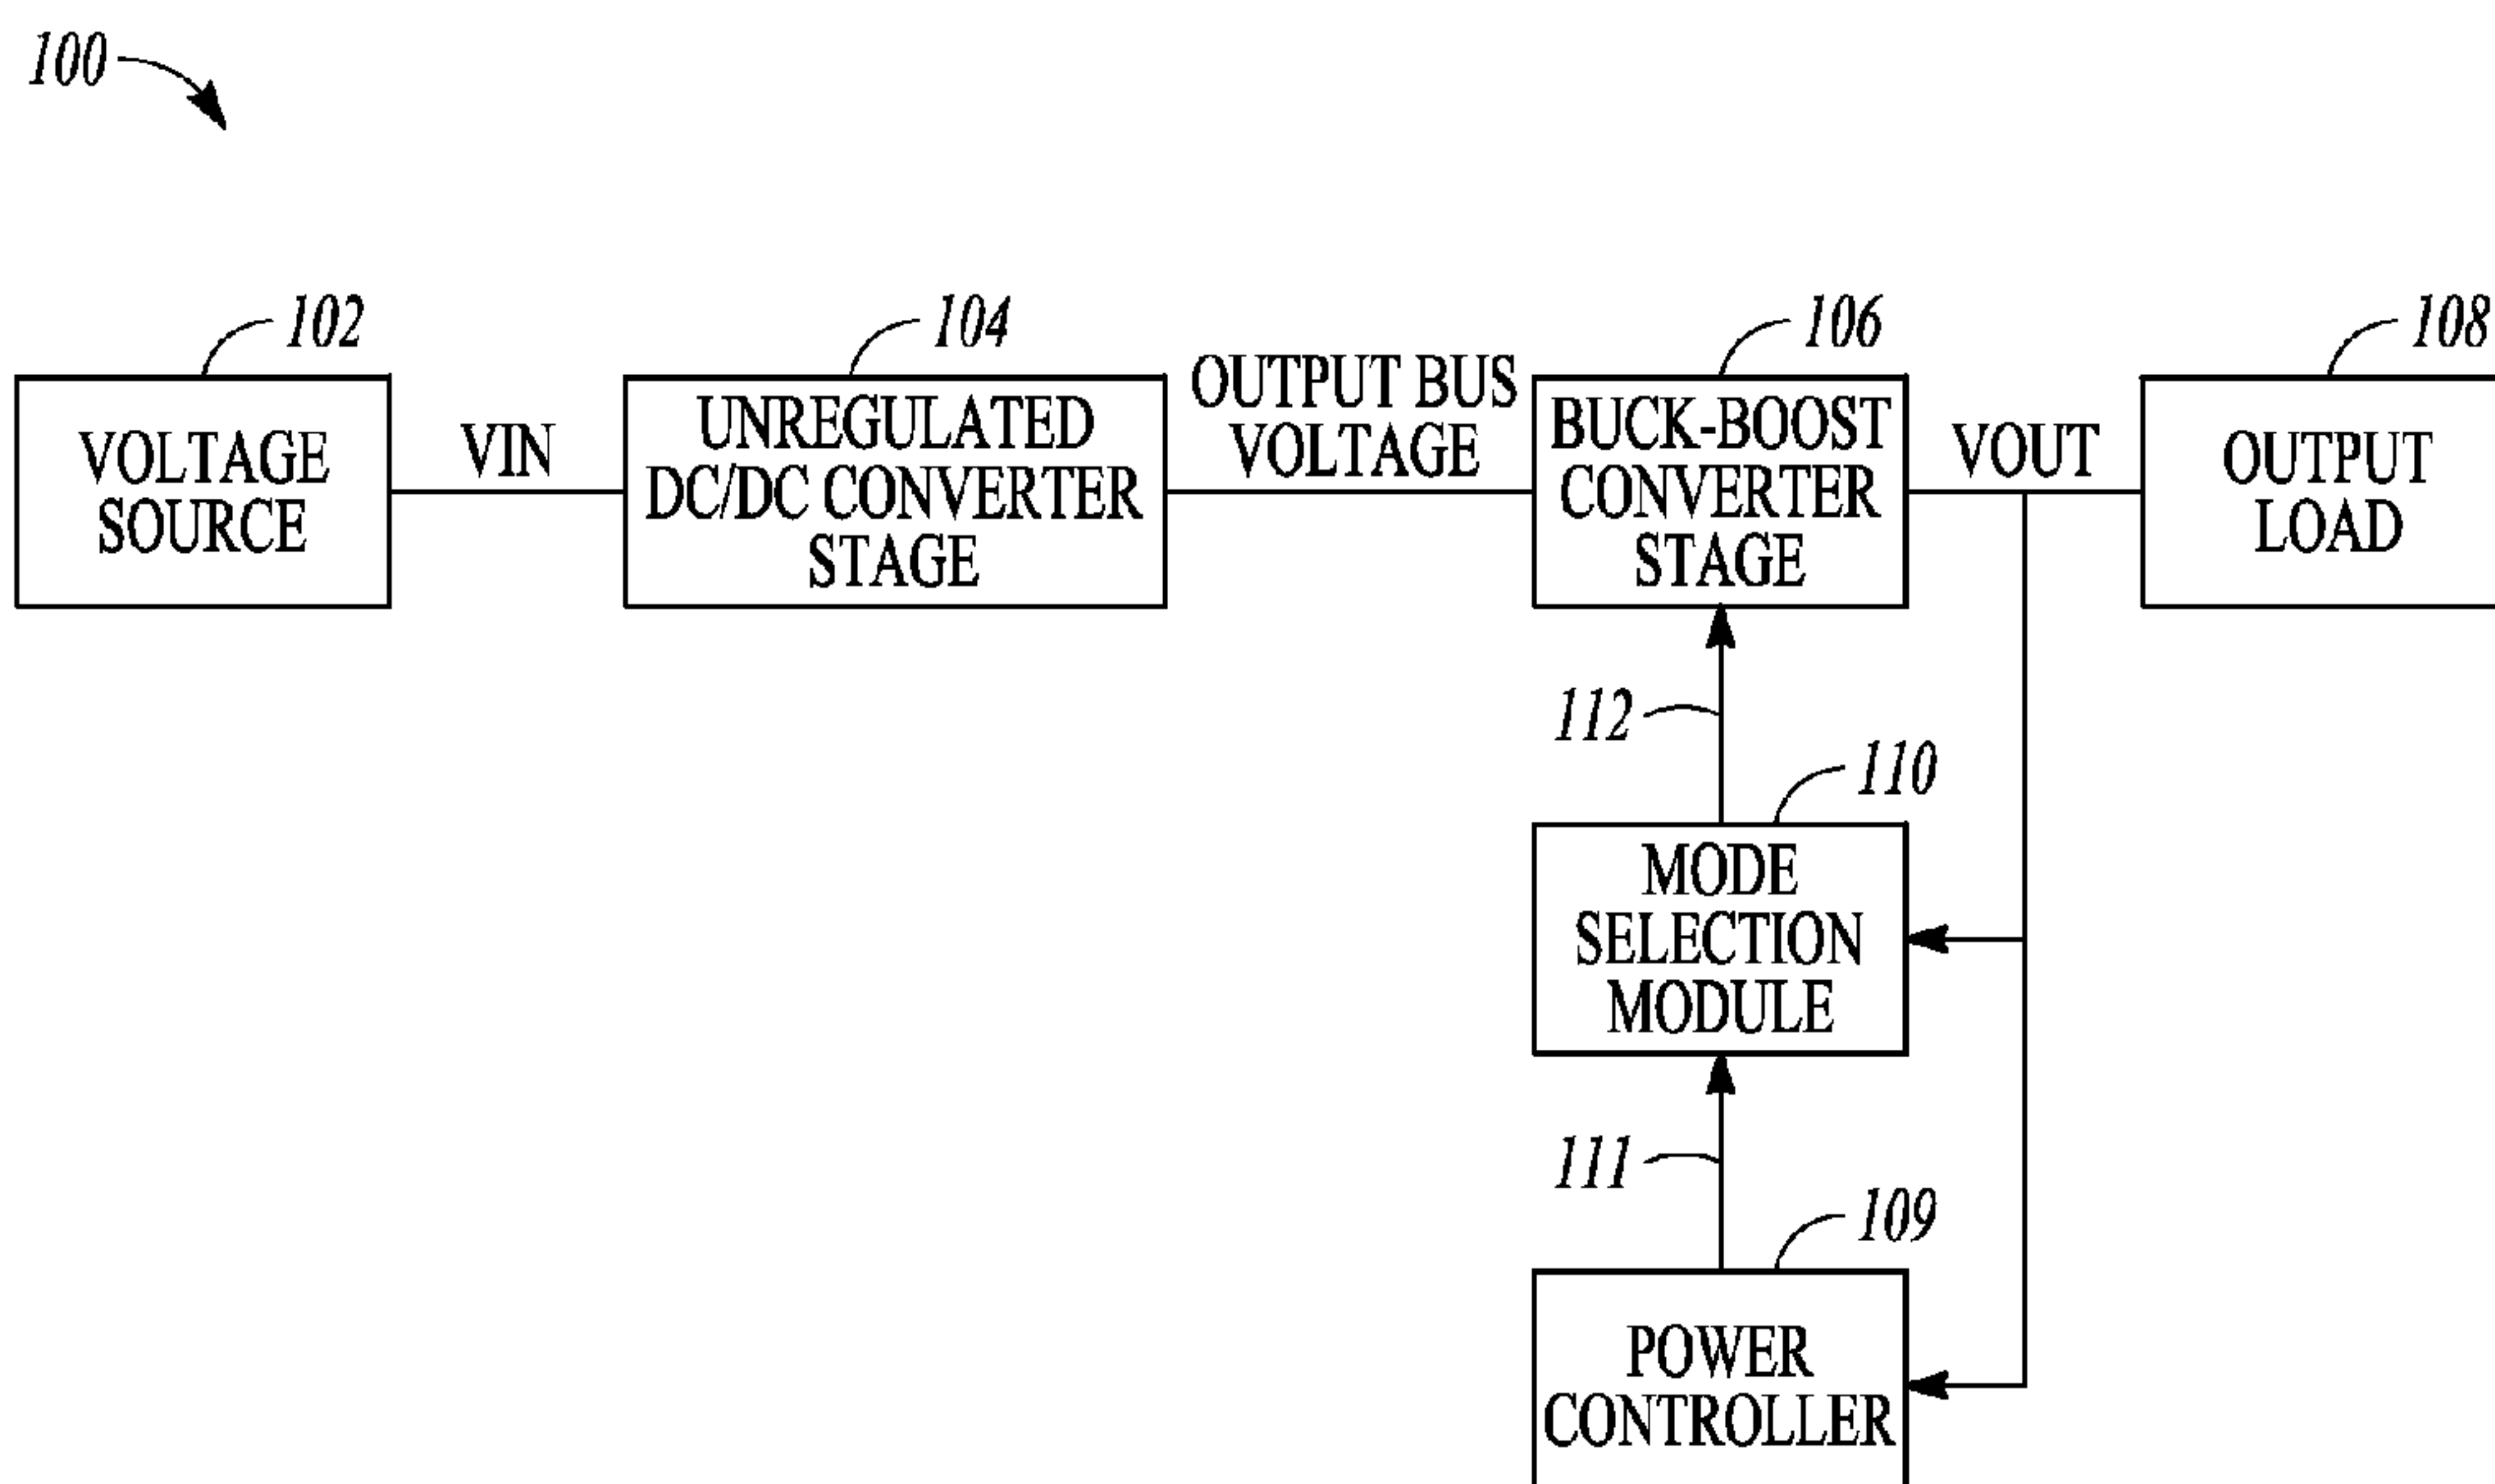 100
102
104
106
108
VOLTAGE
SOURCE
VIN
UNREGULATED
DC/DC CONVERTER
STAGE
OUTPUT BUS
VOLTAGE
BUCK-BOOST
CONVERTER
STAGE
VOUT
OUTPUT
LOAD
112
110
MODE
SELECTION
MODULE
111
109
POWER
CONTROLLER